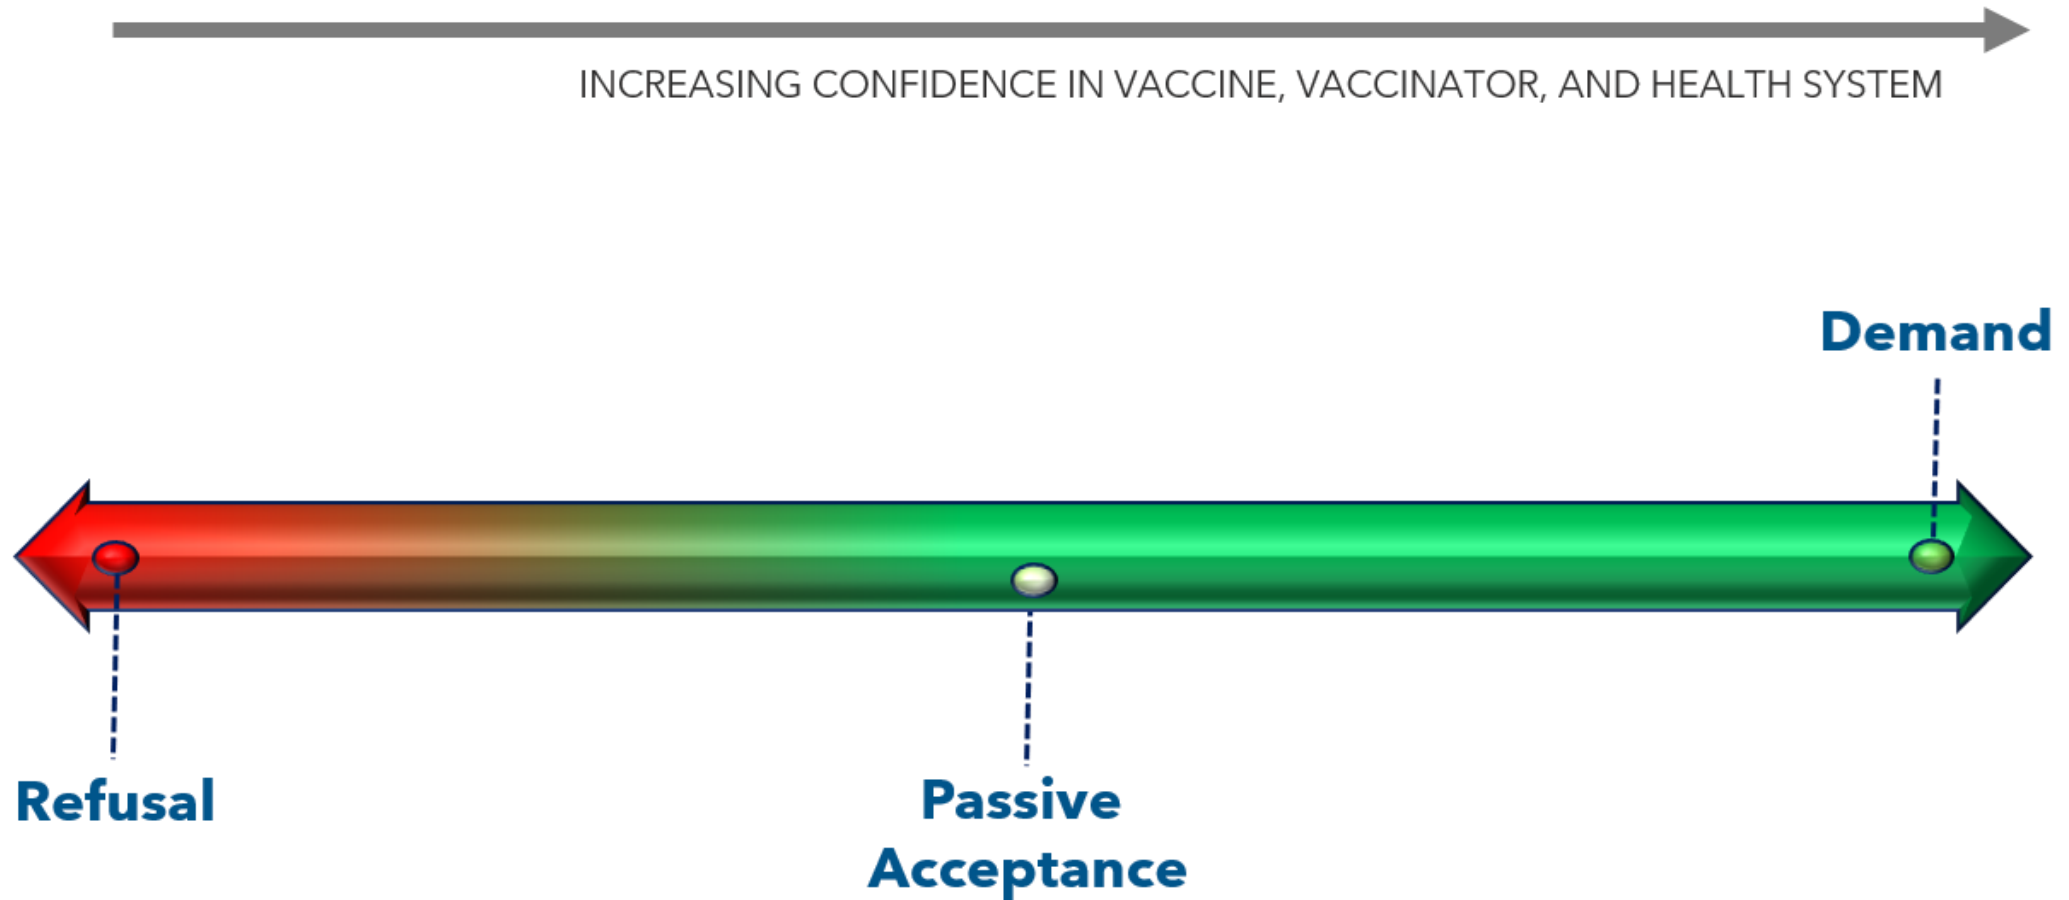 INCREASING CONFIDENCE IN VACCINE, VACCINATOR, AND HEALTH SYSTEM
Demand
Refusal
Passive
Acceptance